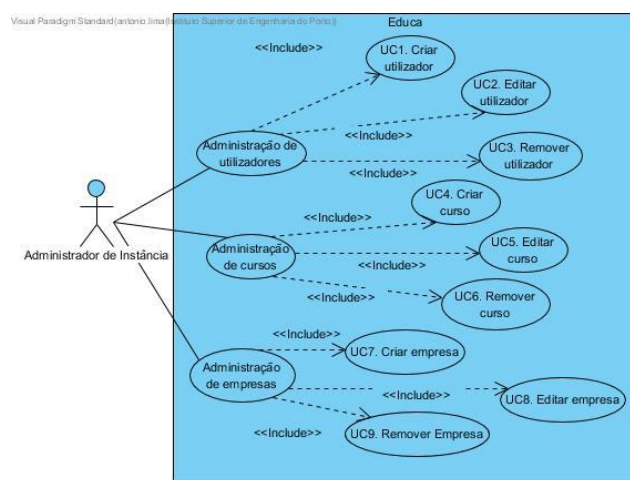 Visual Paradigm Standard(antonio.lima(Instituto Superior de Engenharia do Porto))
Educa
<<Include>>
UC1. Criar
utilizador
UC2. Editar
utilizador
<<Include>>
Administração de
utilizadores
UC3. Remover
utilizador
<<Include>>
UC4. Criar
curso
<<Include>>
Administrador de Instância
Administração
de cursos
UC5. Editar
curso
<<Include>>
UC6. Remover
curso
<<Include>>
UC7. Criar empresa
Administração
de empresas
<<Include>>
UC8. Editar empresa
<<Include>>
UC9. Remover Empresa